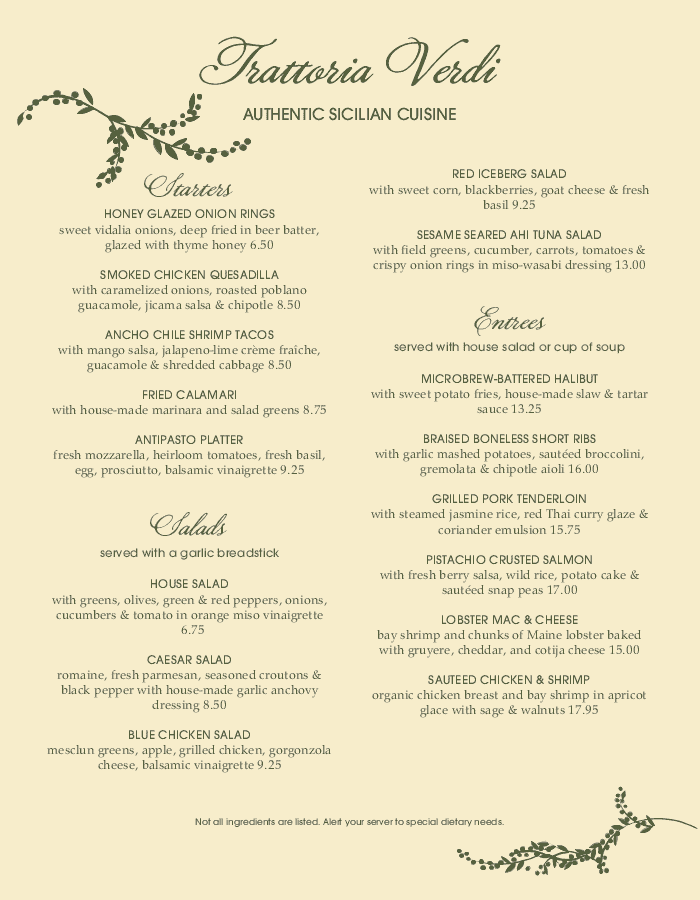 Trattoria Verdi
AUTHENTIC SICILIAN CUISINE
Starters
HONEY GLAZED ONION RINGS
sweet vidalia onions, deep fried in beer batter,
glazed with thyme honey 6.50
SMOKED CHICKEN QUESADILLA
with caramelized onions, roasted poblano
guacamole, jicama salsa & chipotle 8.50
ANCHO CHILE SHRIMP TACOS
with mango salsa, jalapeno-lime crème fraîche,
guacamole & shredded cabbage 8.50
FRIED CALAMARI
with house-made marinara and salad greens 8.75
ANTIPASTO PLATTER
fresh mozzarella, heirloom tomatoes, fresh basil,
egg, prosciutto, balsamic vinaigrette 9.25
Salads
served with a garlic breadstick
HOUSE SALAD
with greens, olives, green & red peppers, onions,
cucumbers & tomato in orange miso vinaigrette
6.75
CAESAR SALAD
romaine, fresh parmesan, seasoned croutons &
black pepper with house-made garlic anchovy
dressing 8.50
BLUE CHICKEN SALAD
mesclun greens, apple, grilled chicken, gorgonzola
cheese, balsamic vinaigrette 9.25
RED ICEBERG SALAD
with sweet corn, blackberries, goat cheese & fresh
basil 9.25
SESAME SEARED AHI TUNA SALAD
with field greens, cucumber, carrots, tomatoes &
crispy onion rings in miso-wasabi dressing 13.00
Entrees
served with house salad or cup of soup
MICROBREW-BATTERED HALIBUT
with sweet potato fries, house-made slaw & tartar
sauce 13.25
BRAISED BONELESS SHORT RIBS
with garlic mashed potatoes, sautéed broccolini,
gremolata & chipotle aioli 16.00
GRILLED PORK TENDERLOIN
with steamed jasmine rice, red Thai curry glaze &
coriander emulsion 15.75
PISTACHIO CRUSTED SALMON
with fresh berry salsa, wild rice, potato cake &
sautéed snap peas 17.00
LOBSTER MAC & CHEESE
bay shrimp and chunks of Maine lobster baked
with gruyere, cheddar, and cotija cheese 15.00
SAUTEED CHICKEN & SHRIMP
organic chicken breast and bay shrimp in apricot
glace with sage & walnuts 17.95
Not all ingredients are listed. Alert your server to special dietary needs.